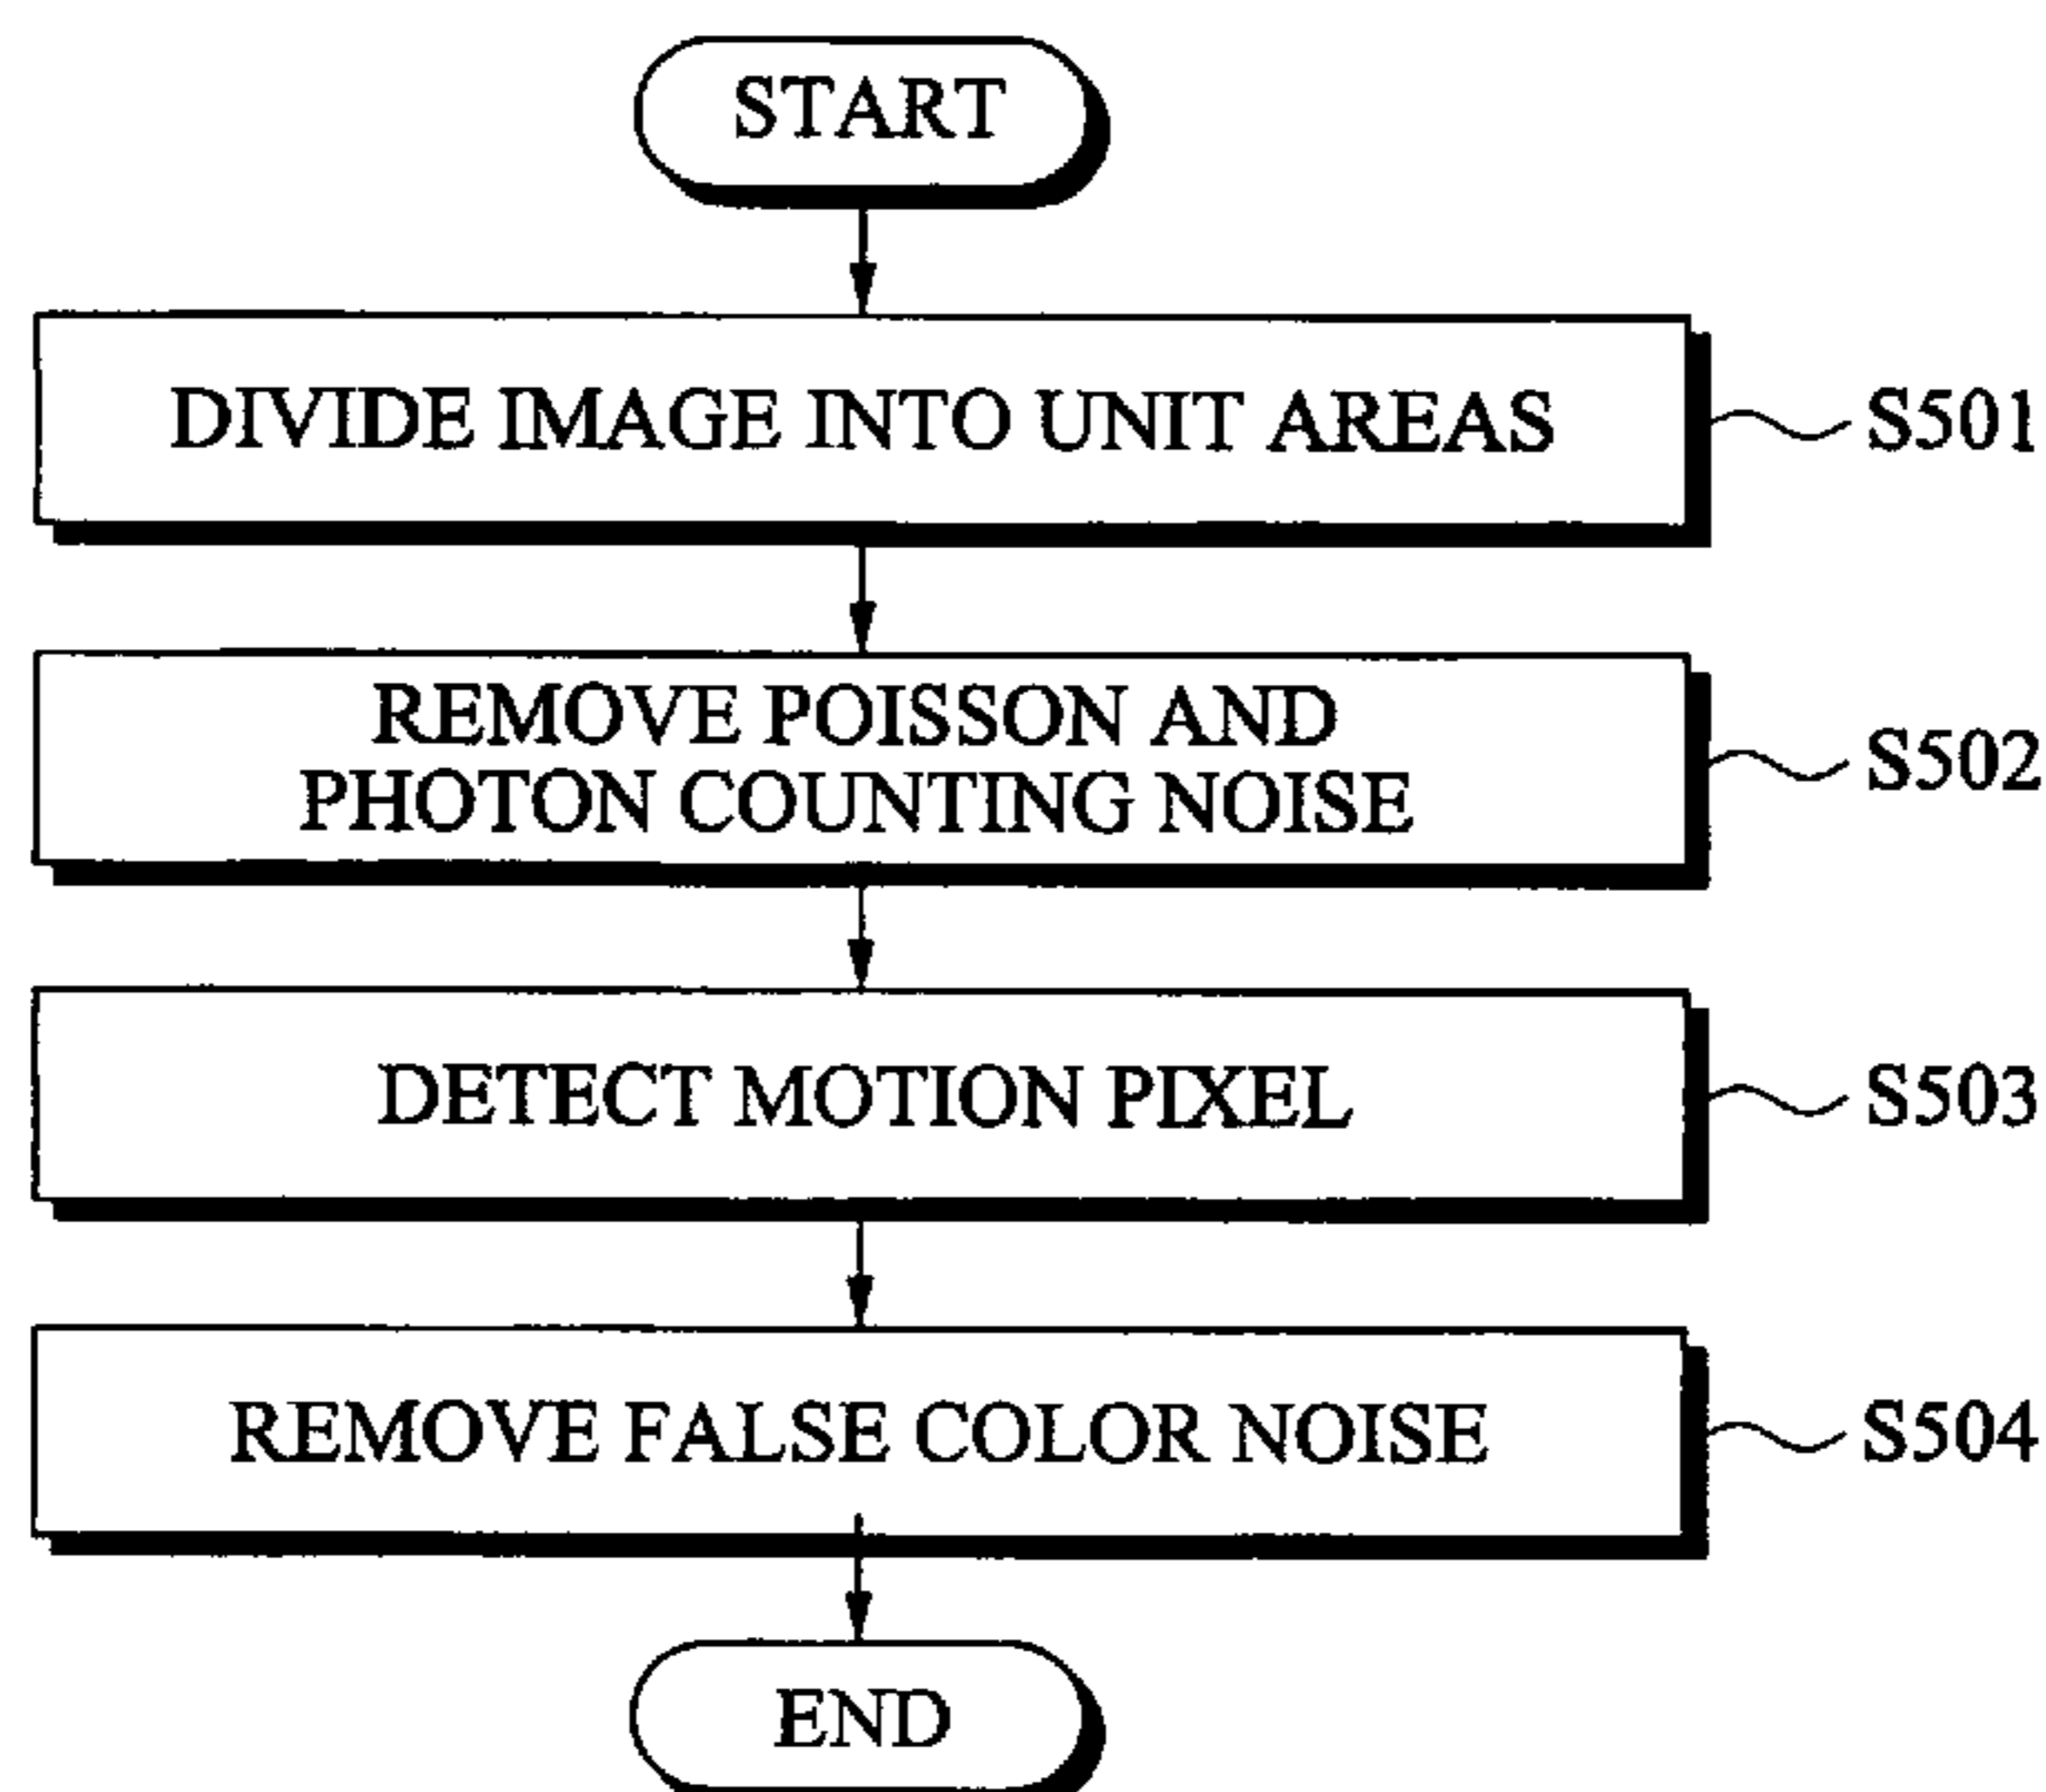 START
DIVIDE IMAGE INTO UNIT AREAS
S501
REMOVE POISSON AND
PHOTON COUNTING NOISE
S502
DETECT MOTION PIXEL
S503
REMOVE FALSE COLOR NOISE
S504
END